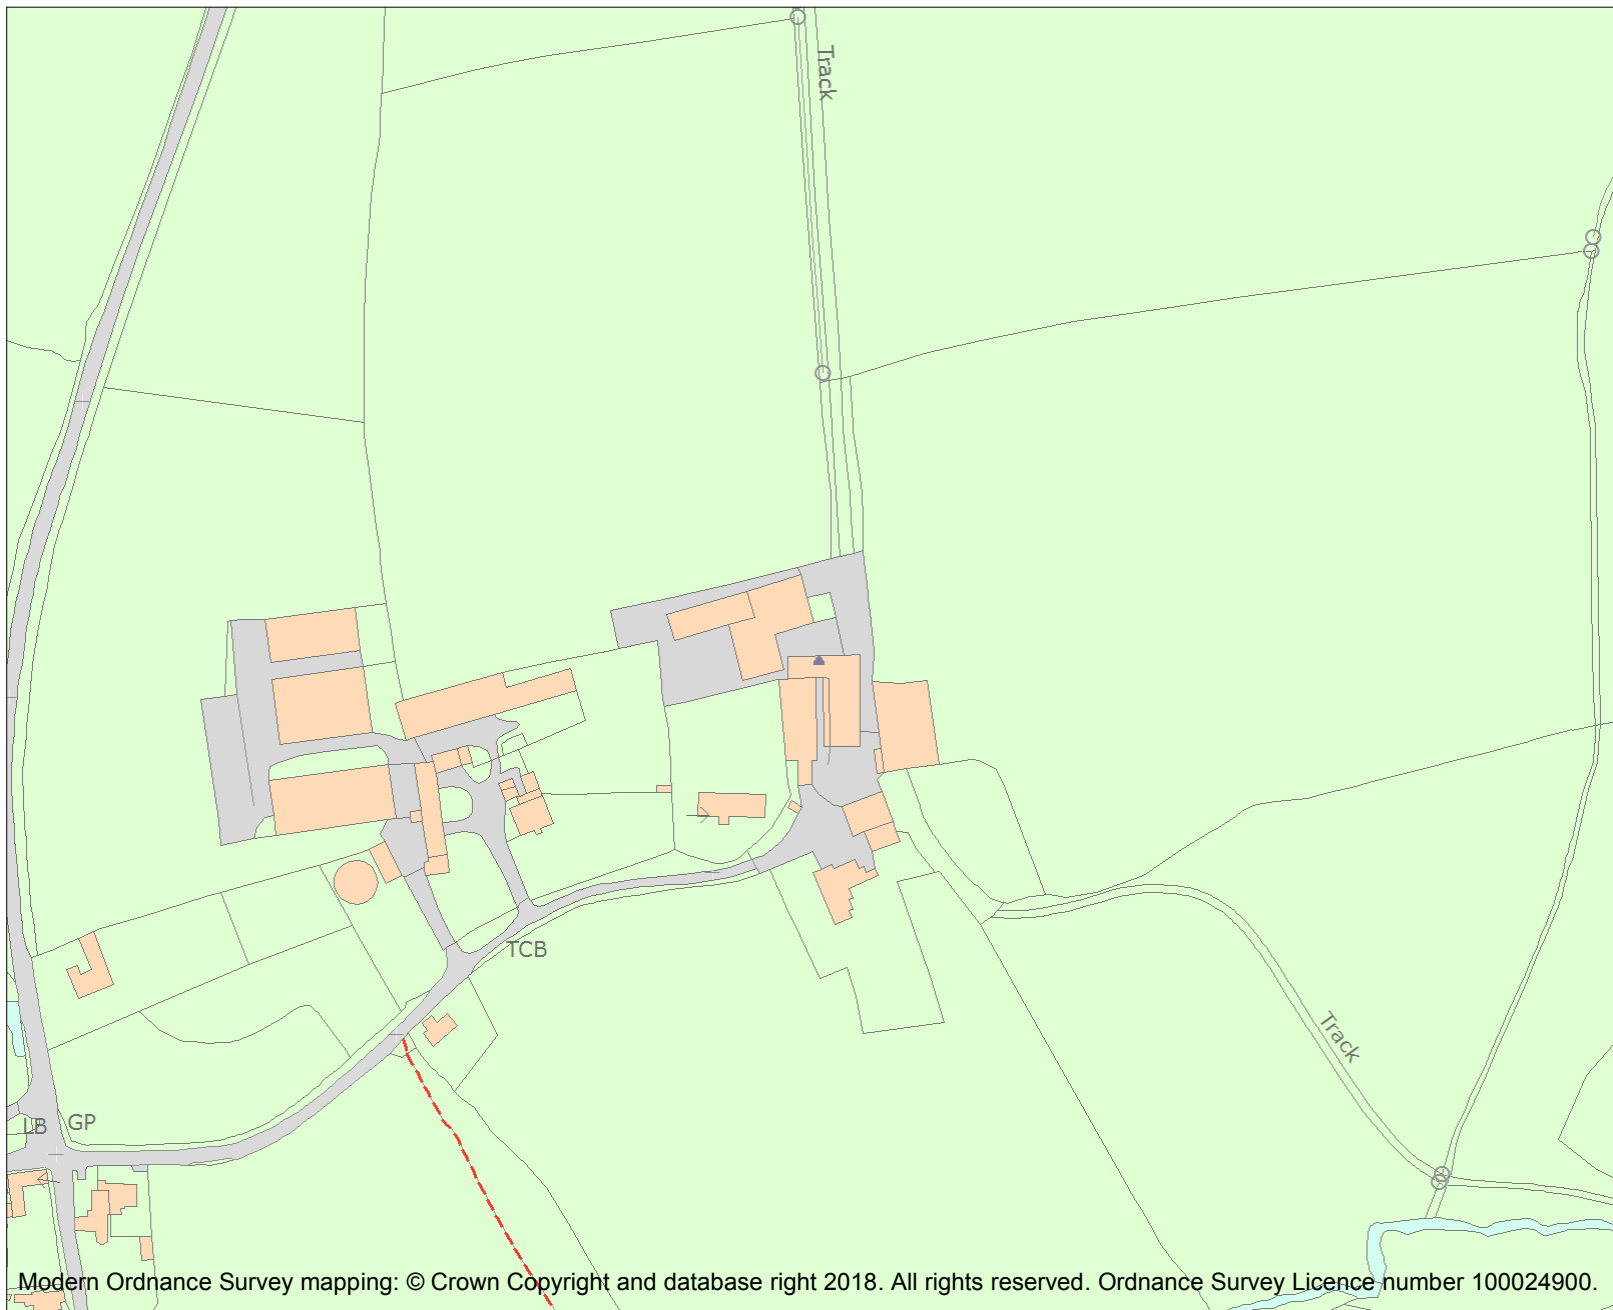 Track
TCB
Track
LB
GP
Modern Ordnance Survey mapping: © Crown Copyright and database right 2018. All rights reserved. Ordnance Survey Licence number 100024900.